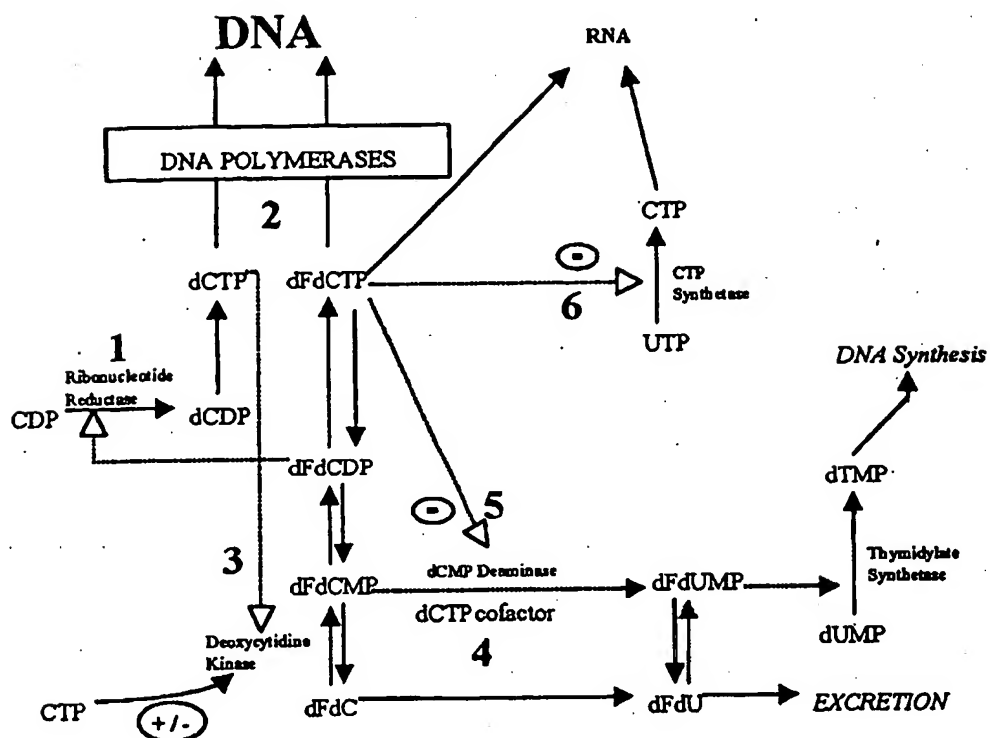 DNA
RNA
DNA POLYMERASES
2
CTP
dCTP
dFdCTP
-
6
CTP
Synthetase
UTP
DNA Synthesis
1
Ribonucleotide
Reductase
CDP
dCDP
dFdCDP
dTMP
-
5
3
dFdCMP
dCMP Deaminase
dFdUMP
Thymidylate
Synthetase
dCTP cofactor
dUMP
Deoxycytidine
Kinase
4
CTP
+/-
dFdC
dFdU
EXCRETION